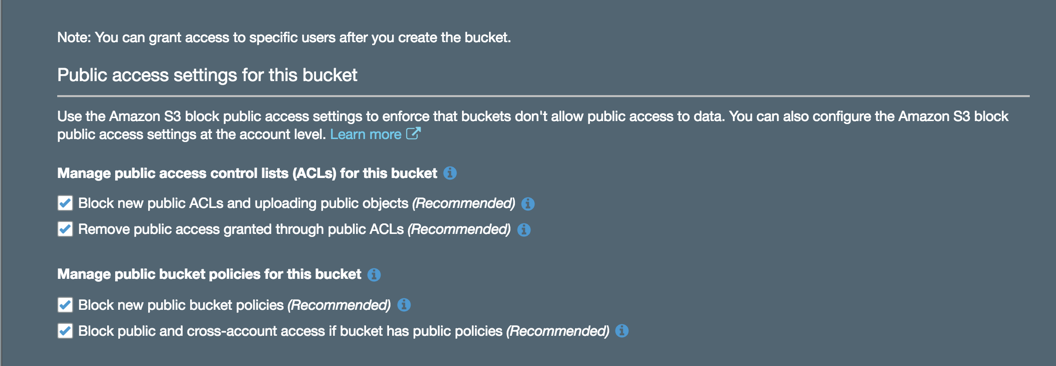 Note: You can grant access to specific users after you create the bucket.
Public access settings for this bucket
Use the Amazon S3 block public access settings to enforce that buckets don't allow public access to data. You can also configure the Amazon S3 block
public access settings at the account level. Learn more
Manage public access control lists (ACLs) for this bucket
Block new public ACLs and uploading public objects (Recommended)
Remove public access granted through public ACLs (Recommended)
Manage public bucket policies for this bucket
Block new public bucket policies (Recommended)
Block public and cross-account access if bucket has public policies (Recommended)